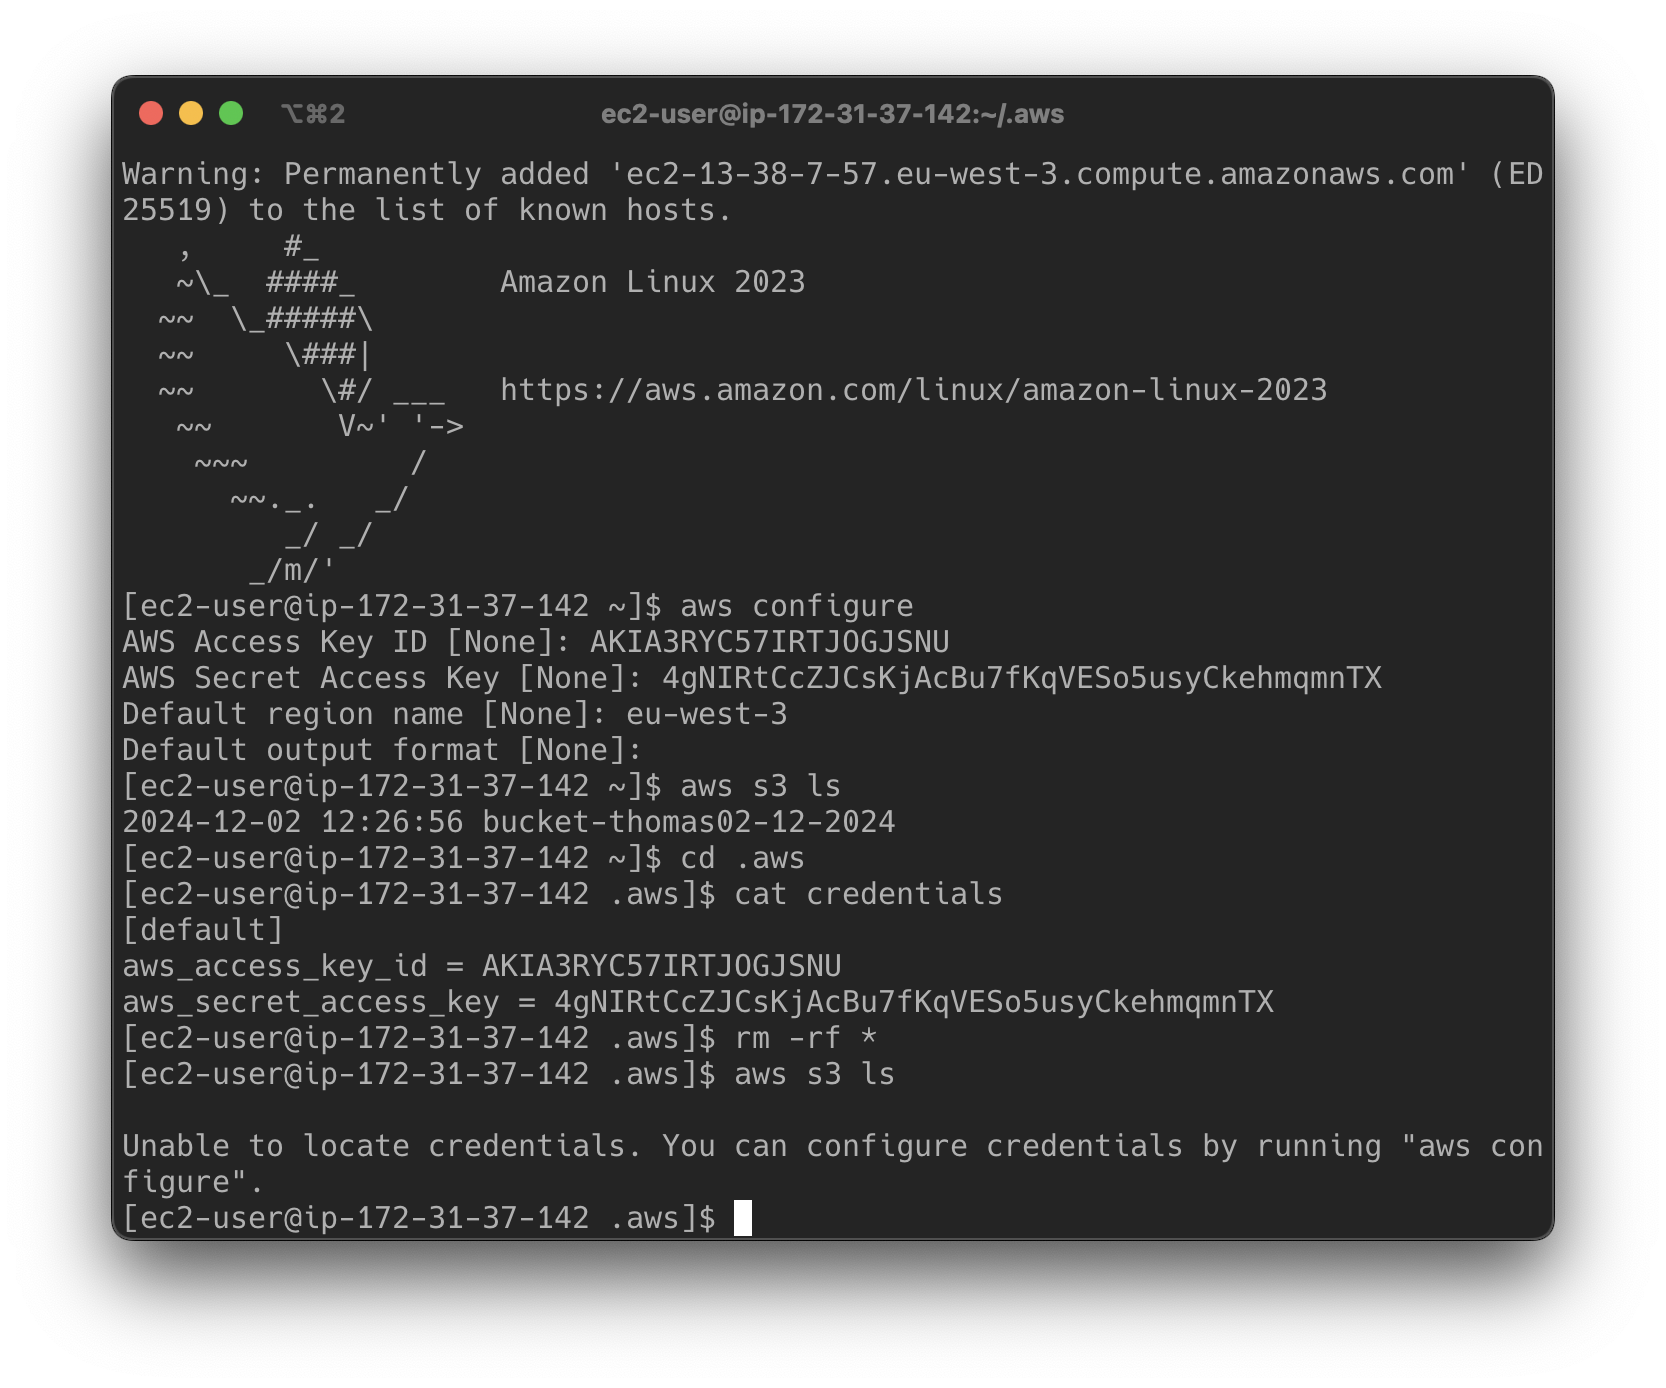 ⌥⌘2 ec2-user@ip-172-31-37-142:~/.aws
Warning: Permanently added 'ec2-13-38-7-57.eu-west-3.compute.amazonaws.com' (ED
25519) to the list of known hosts.
   ,     #_
   ~\_  ####_        Amazon Linux 2023
  ~~  \_#####\
  ~~     \###|
  ~~       \#/ ___   https://aws.amazon.com/linux/amazon-linux-2023
   ~~       V~' '->
    ~~~         /
      ~~._.   _/
         _/ _/
       _/m/'
[ec2-user@ip-172-31-37-142 ~]$ aws configure
AWS Access Key ID [None]: AKIA3RYC57IRTJOGJSNU
AWS Secret Access Key [None]: 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
Default region name [None]: eu-west-3
Default output format [None]:
[ec2-user@ip-172-31-37-142 ~]$ aws s3 ls
2024-12-02 12:26:56 bucket-thomas02-12-2024
[ec2-user@ip-172-31-37-142 ~]$ cd .aws
[ec2-user@ip-172-31-37-142 .aws]$ cat credentials
[default]
aws_access_key_id = AKIA3RYC57IRTJOGJSNU
aws_secret_access_key = 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
[ec2-user@ip-172-31-37-142 .aws]$ rm -rf *
[ec2-user@ip-172-31-37-142 .aws]$ aws s3 ls

Unable to locate credentials. You can configure credentials by running "aws con
figure".
[ec2-user@ip-172-31-37-142 .aws]$